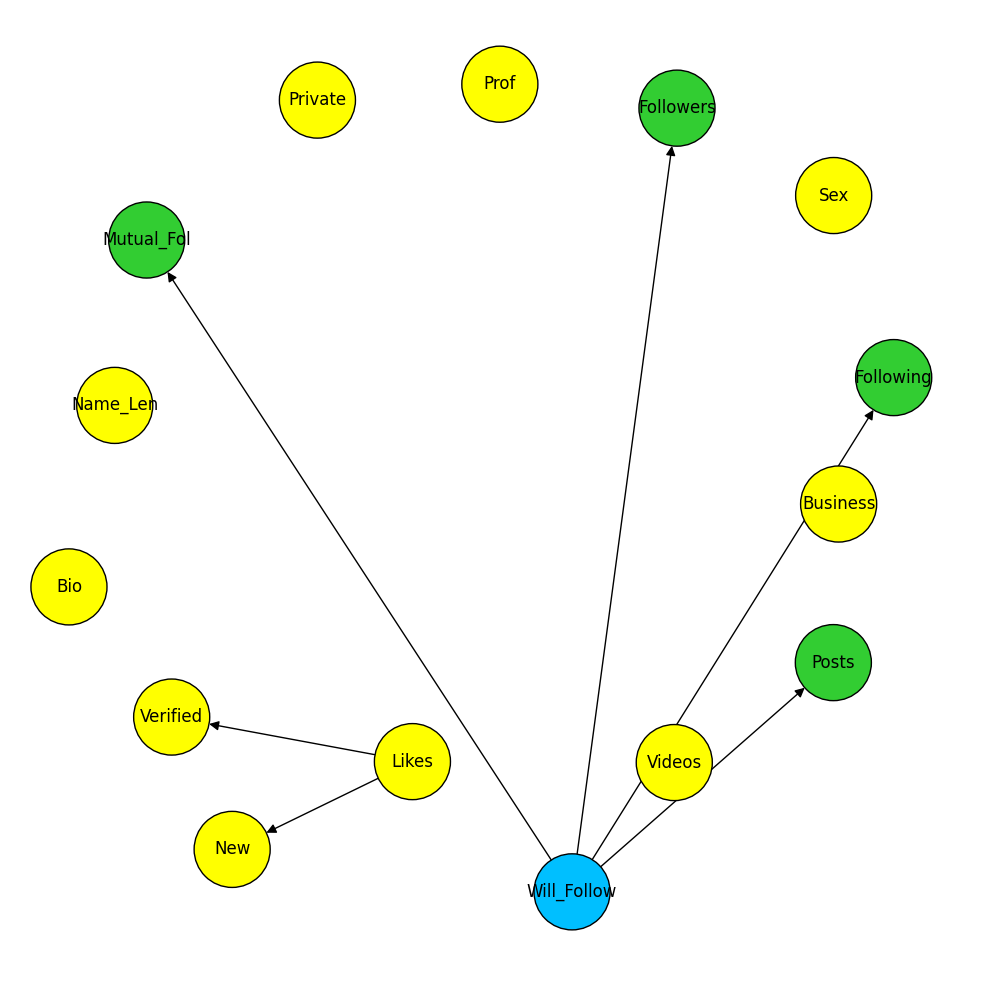 Prof
Private
Followers
Sex
Mutual_Fol
Following
Name_Len
Business
Bio
Posts
Verified
Likes
Videos
New
Will_Follow